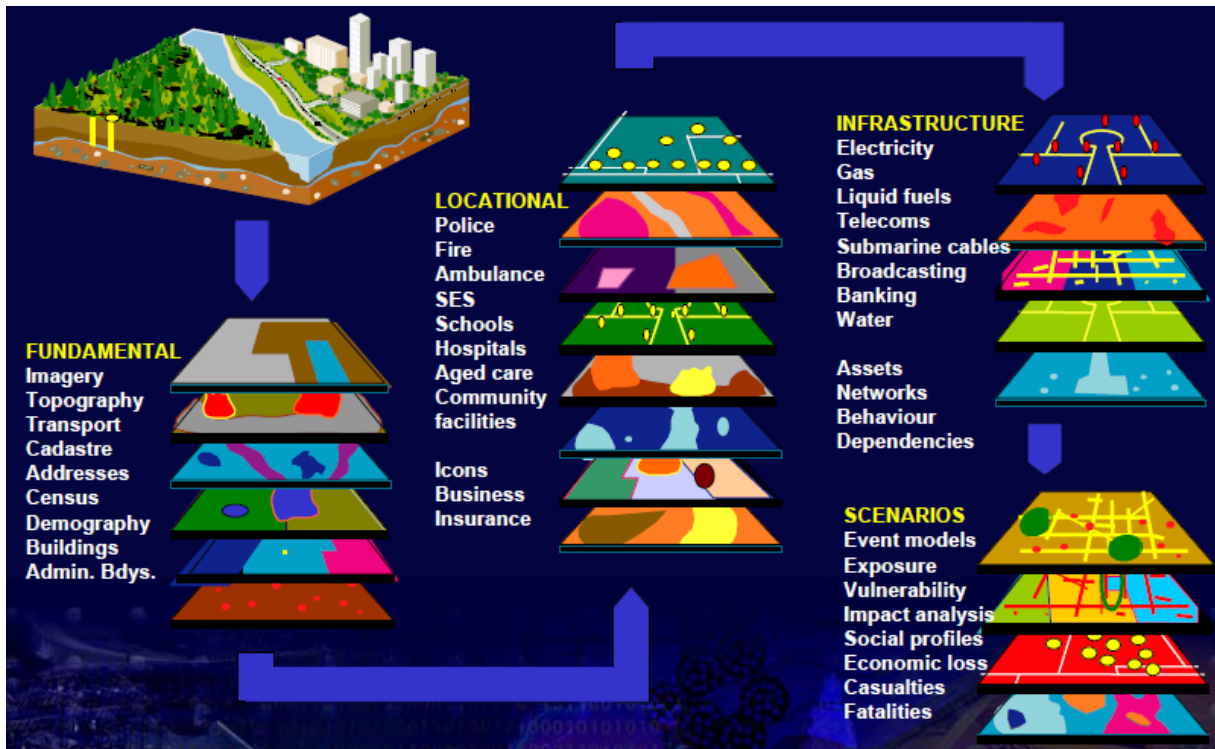 FUNDAMENTAL
Imagery
Topography
Transport
Cadastre
Addresses
Census
Demography
Buildings
Admin. Bdys.
LOCATIONAL
Police
Fire
Ambulance
SES
Schools
Hospitals
Aged care
Community
facilities
Icons
Business
Insurance
INFRASTRUCTURE
Electricity
Gas
Liquid fuels
Telecoms
Submarine cables
Broadcasting
Banking
Water
Assets
Networks
Behaviour
Dependencies
SCENARIOS
Event models
Exposure
Vulnerability
Impact analysis
Social profiles
Economic loss
Casualties
Fatalities